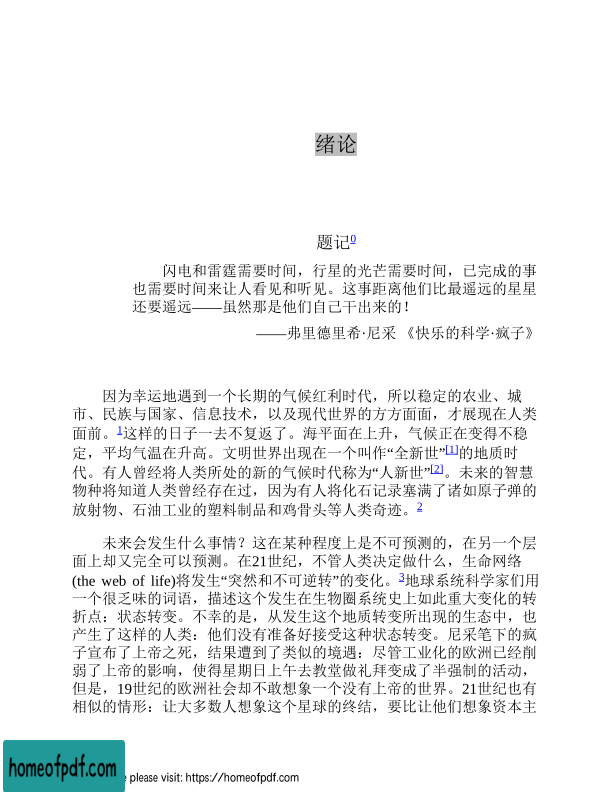 绪论
题记0
闪电和雷霆需要时间，行星的光芒需要时间，已完成的事
也需要时间来让人看见和听见。这事距离他们比最遥远的星星
还要遥远——虽然那是他们自己干出来的！
——弗里德里希·尼采 《快乐的科学·疯子》
因为幸运地遇到一个长期的气候红利时代，所以稳定的农业、城
市、民族与国家、信息技术，以及现代世界的方方面面，才展现在人类
面前。1这样的日子一去不复返了。海平面在上升，气候正在变得不稳
定，平均气温在升高。文明世界出现在一个叫作“全新世”[1]的地质时
代。有人曾经将人类所处的新的气候时代称为“人新世”[2]。未来的智慧
物种将知道人类曾经存在过，因为有人将化石记录塞满了诸如原子弹的
放射物、石油工业的塑料制品和鸡骨头等人类奇迹。2
未来会发生什么事情？这在某种程度上是不可预测的，在另一个层
面上却又完全可以预测。在21世纪，不管人类决定做什么，生命网络
(the web of life)将发生“突然和不可逆转”的变化。3地球系统科学家们用
一个很乏味的词语，描述这个发生在生物圈系统史上如此重大变化的转
折点：状态转变。不幸的是，从发生这个地质转变所出现的生态中，也
产生了这样的人类：他们没有准备好接受这种状态转变。尼采笔下的疯
子宣布了上帝之死，结果遭到了类似的境遇：尽管工业化的欧洲已经削
弱了上帝的影响，使得星期日上午去教堂做礼拜变成了半强制的活动，
但是，19世纪的欧洲社会却不敢想象一个没有上帝的世界。21世纪也有
相似的情形：让大多数人想象这个星球的终结，要比让他们想象资本主
homeofpdf.com
e please visit: https://homeofpdf.com